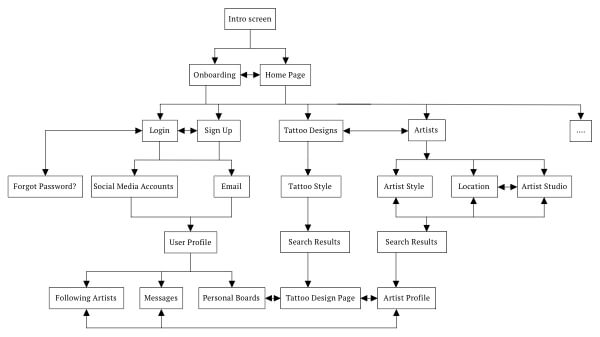 Intro screen
Onboarding
Home Page
Login
Sign Up
Tattoo Designs
Artists
....
Forgot Password?
Social Media Accounts
Email
Tattoo Style
Artist Style
Location
Artist Studio
User Profile
Search Results
Search Results
Following Artists
Messages
Personal Boards
Tattoo Design Page
Artist Profile